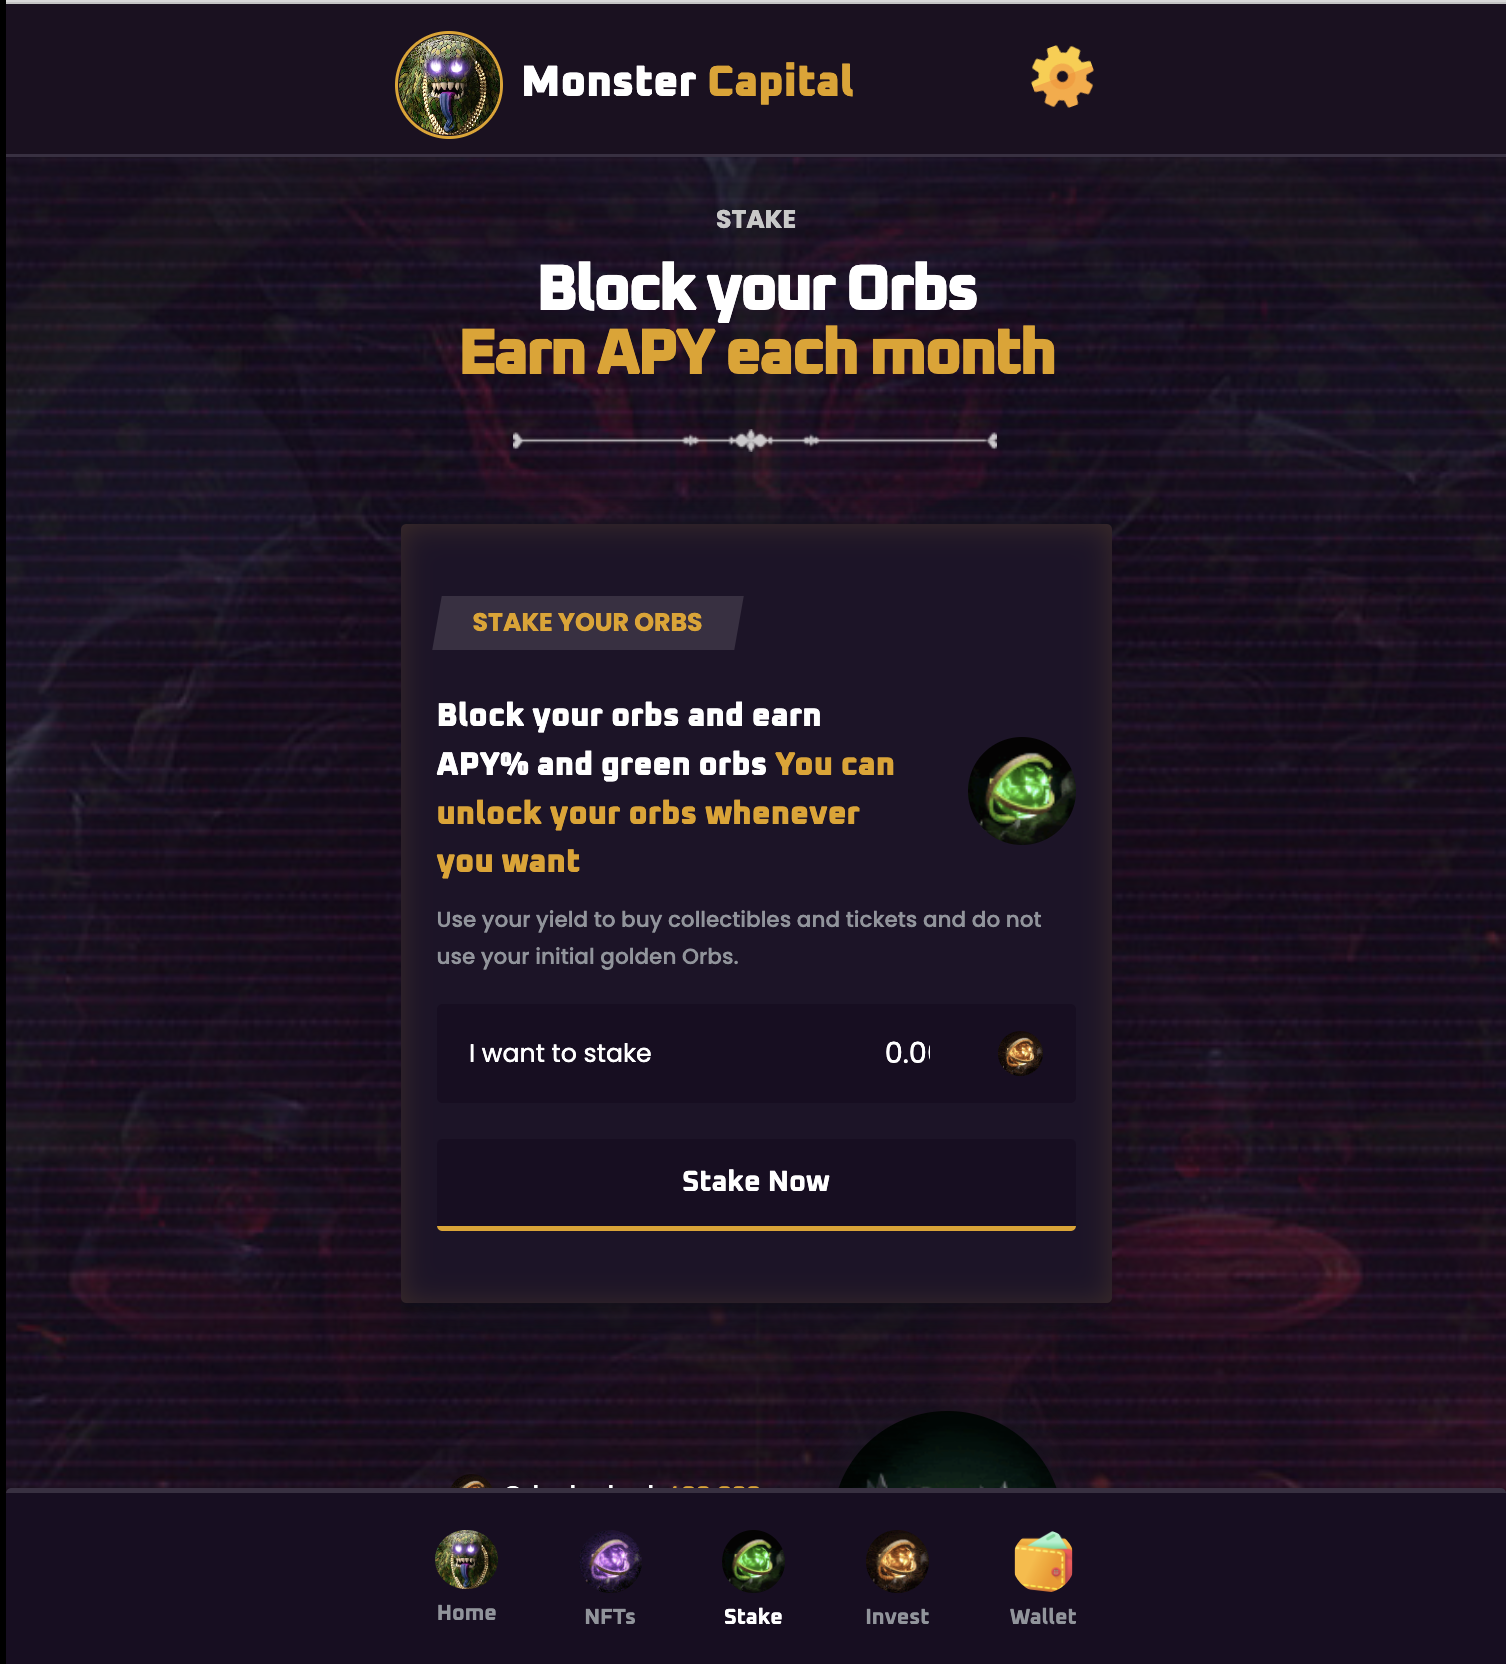 Monster Capital
STAKE
Block your Orbs
Earn APY each month
STAKE YOUR ORBS
Block your orbs and earn
APY% and green orbs You can
unlock your orbs whenever
you want
Use your yield to buy collectibles and tickets and do not
use your initial golden Orbs.
I want to stake 0.0
Stake Now
Home NFTs Stake Invest Wallet